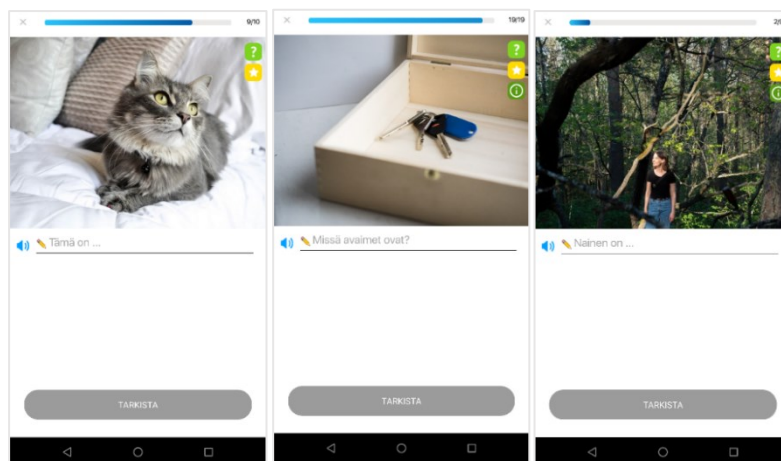 9/10
Tämä on ...
TARKISTA
19/19
Missä avaimet ovat?
TARKISTA
Nainen on ...
TARKISTA